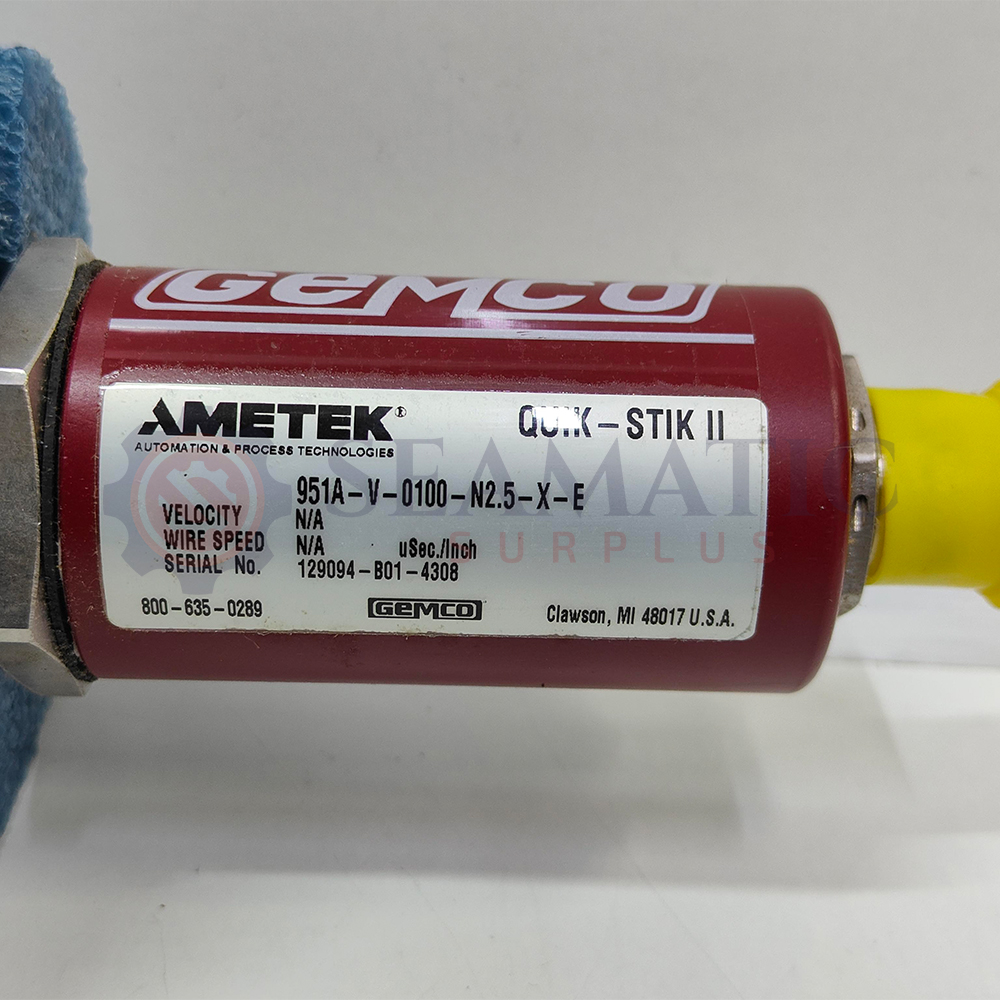 GEMCO
AMETEK®
QUIK-STIK II
AUTOMATION & PROCESS TECHNOLOGIES
951A-V-0100-N2.5-X-E
VELOCITY N/A
WIRE SPEED N/A uSec./Inch
SERIAL No. 129094-B01-4308
800-635-0289 GEMCO Clawson, MI 48017 U.S.A.
SEAMATIC
SURPLUS